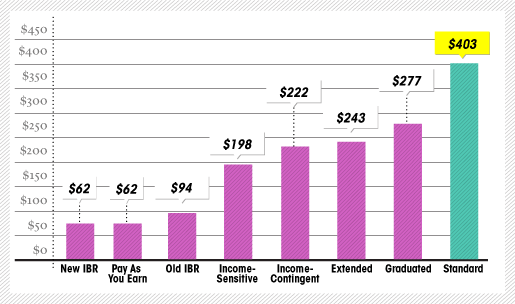 $450
$400
$350
$300
$250
$200
$150
$100
$50
$0
$62
$62
$94
$198
$222
$243
$277
$403
New IBR
Pay As
You Earn
Old IBR
Income-
Sensitive
Income-
Contingent
Extended
Graduated
Standard